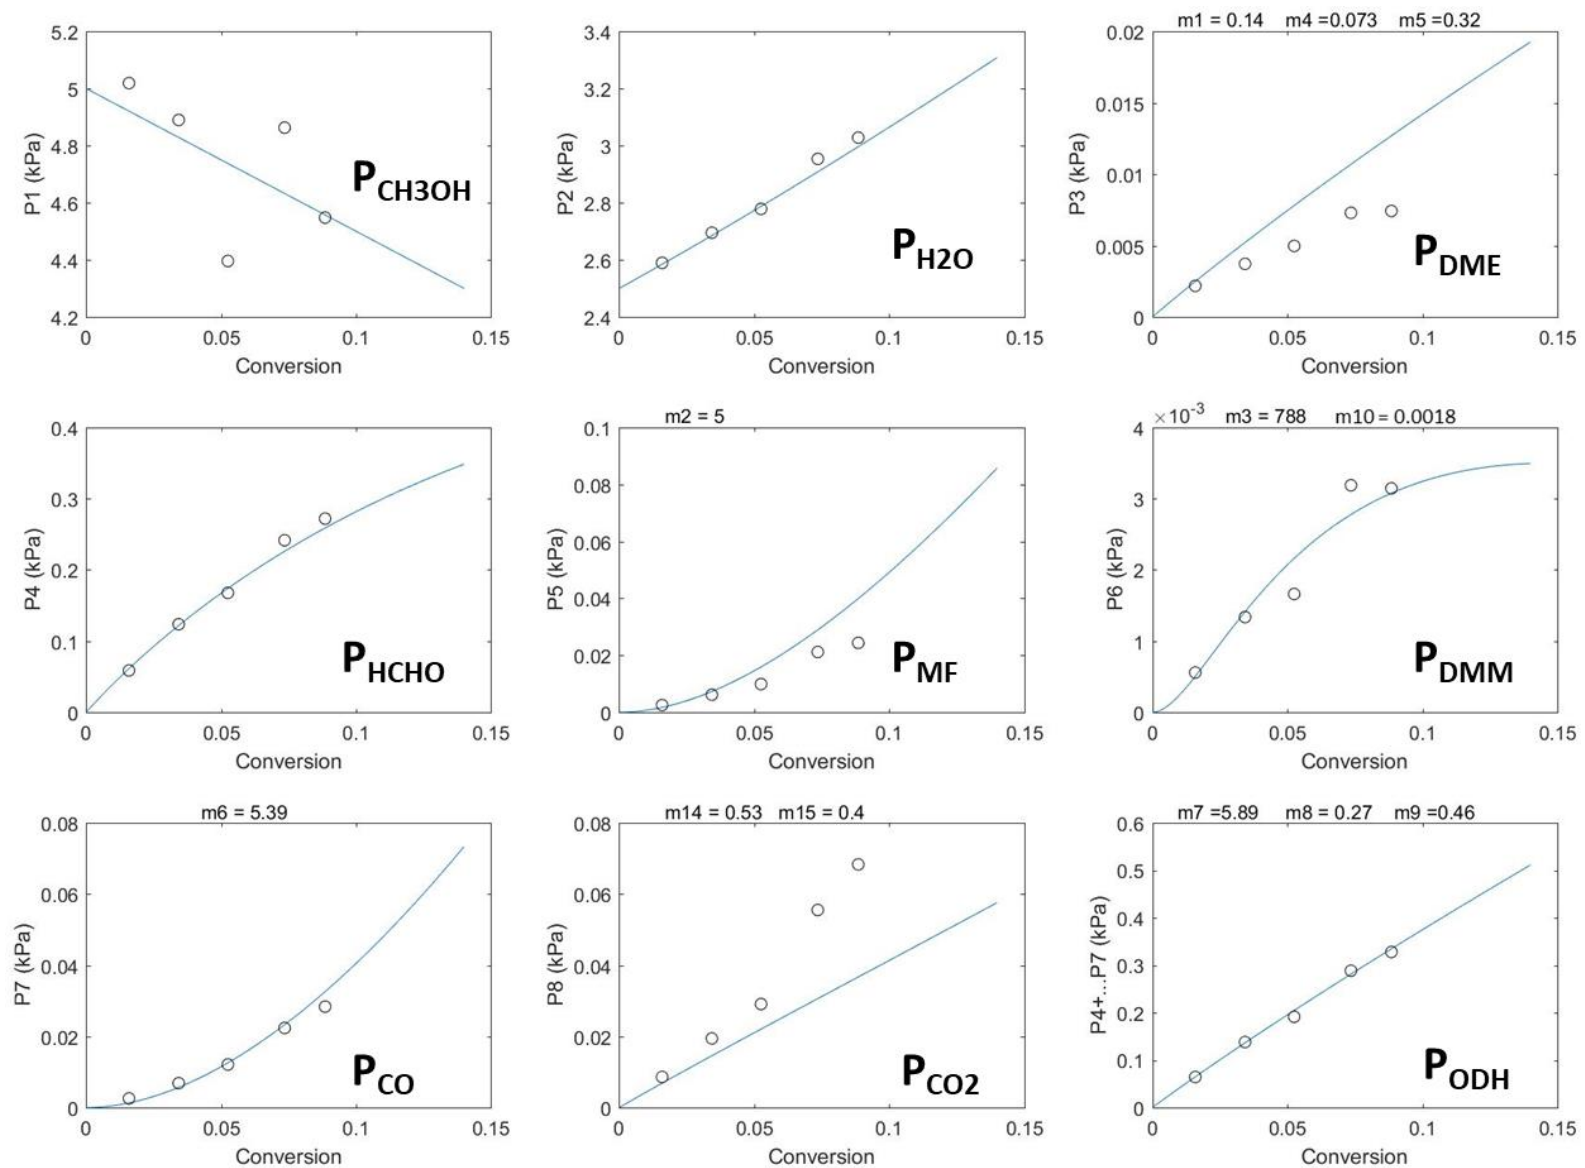 m1 = 0.14 m4 =0.073 m5 =0.32
5.2
5
4.8
4.6
4.4
4.2
P1 (kPa)
P_CH3OH
0 0.05 0.1 0.15
Conversion
3.4
3.2
3
2.8
2.6
2.4
P2 (kPa)
P_H2O
0 0.05 0.1 0.15
Conversion
0.02
0.015
0.01
0.005
0
P3 (kPa)
P_DME
0 0.05 0.1 0.15
Conversion
0.4
0.3
0.2
0.1
0
P4 (kPa)
P_HCHO
0 0.05 0.1 0.15
Conversion
m2 = 5
0.1
0.08
0.06
0.04
0.02
0
P5 (kPa)
P_MF
0 0.05 0.1 0.15
Conversion
×10^-3 m3 = 788 m10 = 0.0018
4
3
2
1
0
P6 (kPa)
P_DMM
0 0.05 0.1 0.15
Conversion
m6 = 5.39
0.08
0.06
0.04
0.02
0
P7 (kPa)
P_CO
0 0.05 0.1 0.15
Conversion
m14 = 0.53 m15 = 0.4
0.08
0.06
0.04
0.02
0
P8 (kPa)
P_CO2
0 0.05 0.1 0.15
Conversion
m7 =5.89 m8 = 0.27 m9 =0.46
0.6
0.5
0.4
0.3
0.2
0.1
0
P4+...P7 (kPa)
P_ODH
0 0.05 0.1 0.15
Conversion